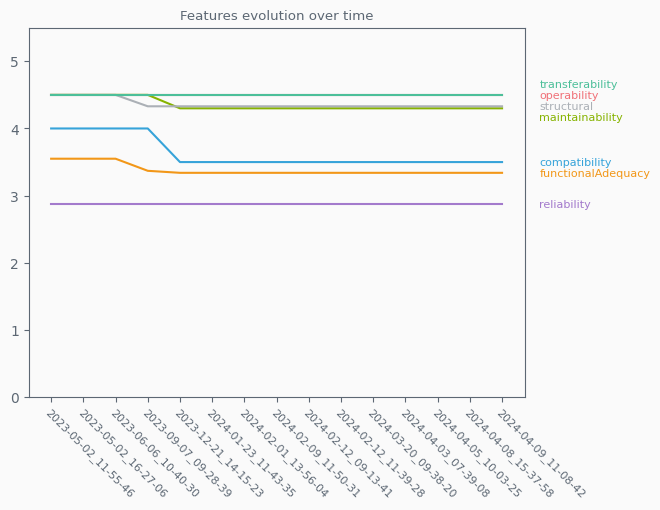 Features evolution over time
5
4
3
2
1
0
transferability
operability
structural
maintainability
compatibility
functionalAdequacy
reliability
2023-05-02_11-55-46
2023-05-02_16-27-06
2023-06-06_10-40-30
2023-09-07_09-28-39
2023-12-21_14-15-23
2024-01-23_11-43-35
2024-02-01_13-56-04
2024-02-09_11-50-31
2024-02-12_09-13-41
2024-02-12_11-39-28
2024-03-20_09-38-20
2024-04-03_07-39-08
2024-04-05_10-03-25
2024-04-08_15-37-58
2024-04-09_11-08-42